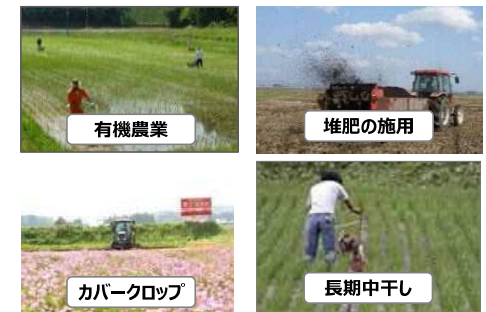 有機農業
堆肥の施用
カバークロップ
長期中干し